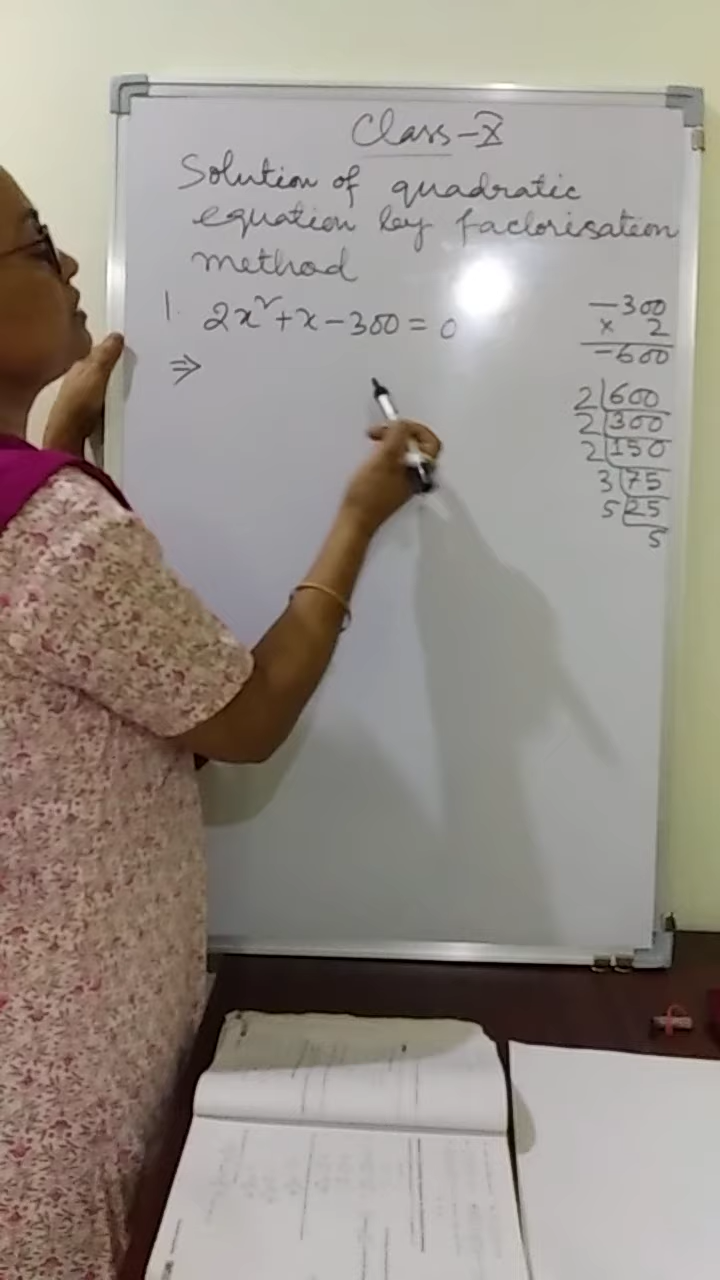 Class-X
Solution of quadratic
equation by factorisation
method
1. 2x²+x-300=0
⇒
-300
x 2
-600
2 600
2 300
2 150
3 75
5 25
5